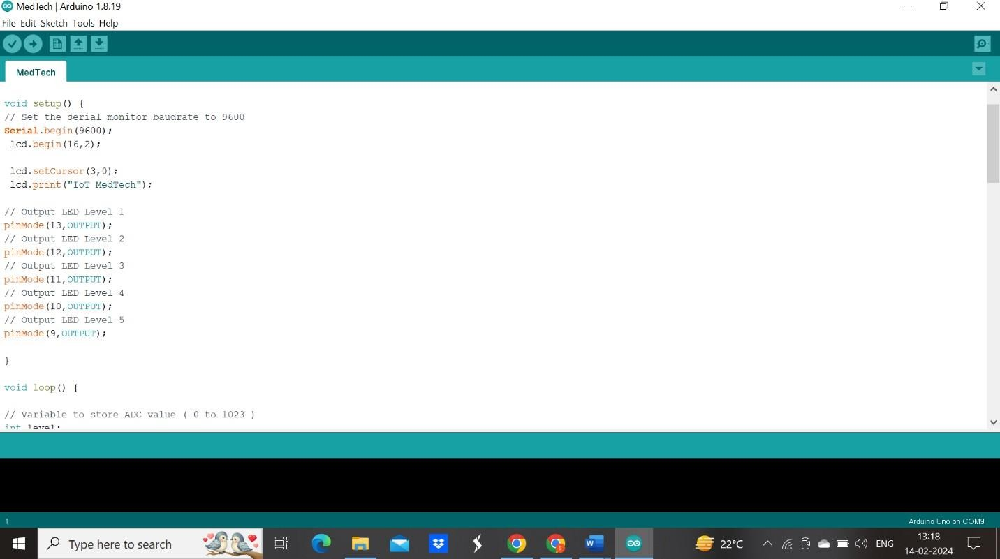 MedTech | Arduino 1.8.19
File Edit Sketch Tools Help
MedTech
void setup() {
// Set the serial monitor baudrate to 9600
Serial.begin(9600);
lcd.begin(16,2);
lcd.setCursor(3,0);
lcd.print("IoT MedTech");
// Output LED Level 1
pinMode(13,OUTPUT);
// Output LED Level 2
pinMode(12,OUTPUT);
// Output LED Level 3
pinMode(11,OUTPUT);
// Output LED Level 4
pinMode(10,OUTPUT);
// Output LED Level 5
pinMode(9,OUTPUT);
}
void loop() {
// Variable to store ADC value ( 0 to 1023 )
int level;
1
Arduino Uno on COM9
Type here to search
22°C
ENG
13:18
14-02-2024